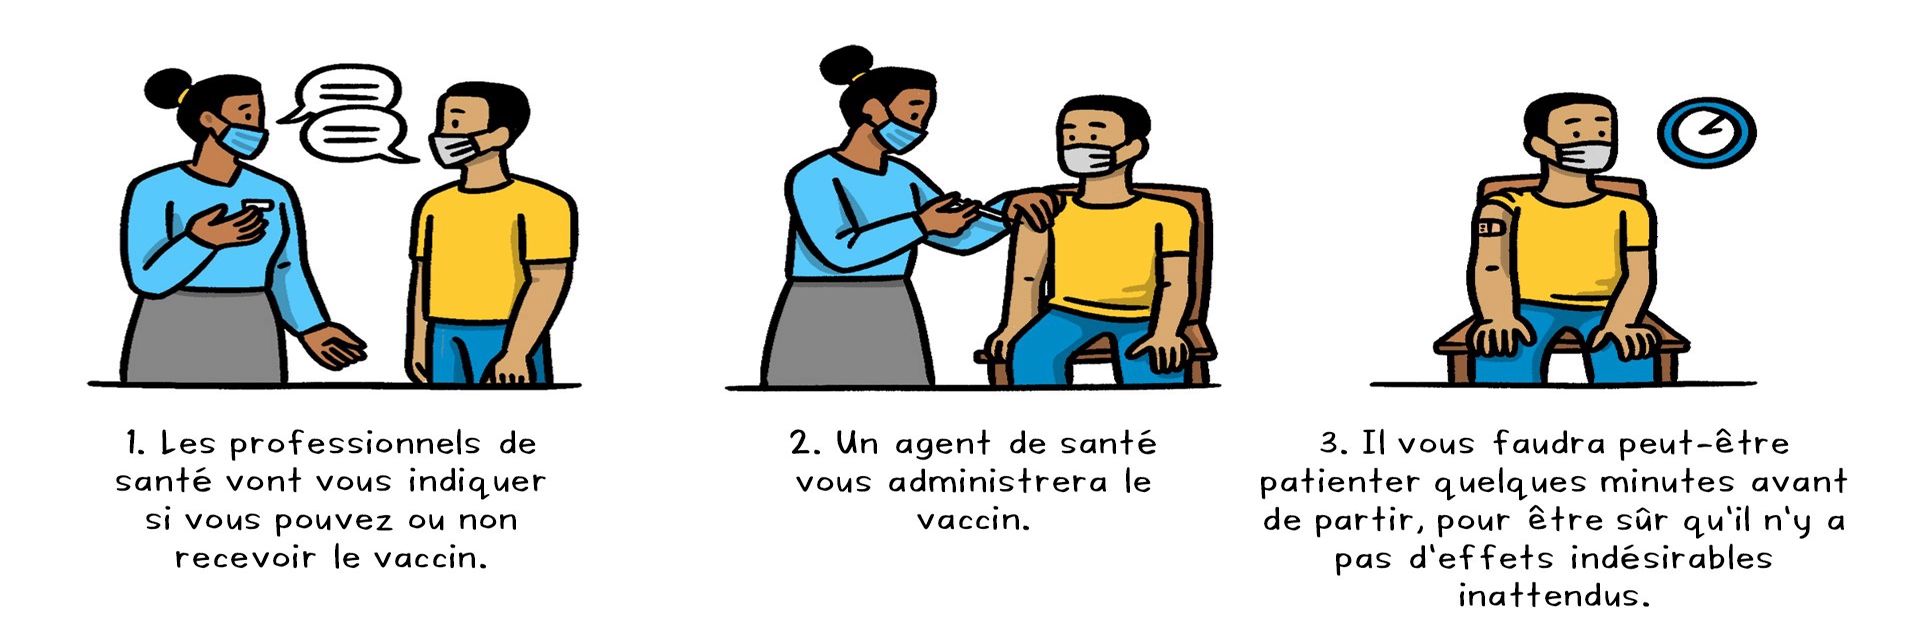 1. Les professionnels de
santé vont vous indiquer
si vous pouvez ou non
recevoir le vaccin.
2. Un agent de santé
vous administrera le
vaccin.
3. Il vous faudra peut-être
patienter quelques minutes avant
de partir, pour être sûr qu'il n'y a
pas d'effets indésirables
inattendus.